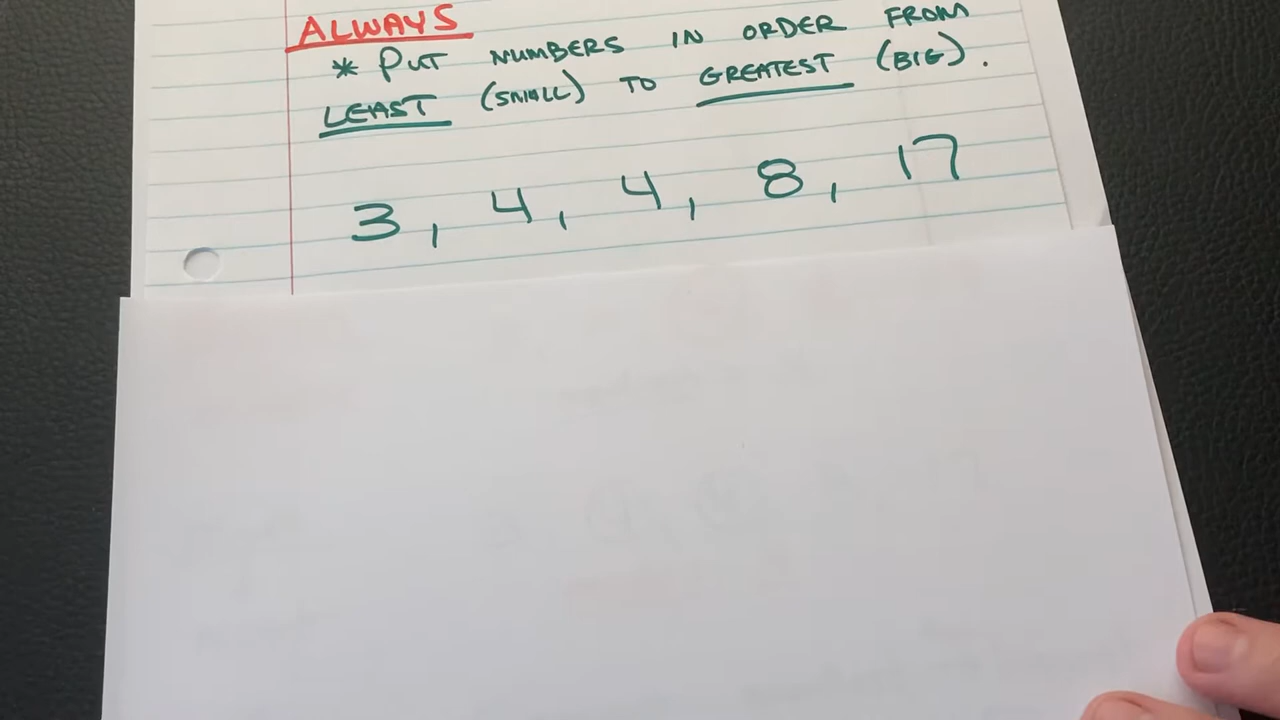 ALWAYS
* PUT NUMBERS IN ORDER FROM
LEAST (SMALL) TO GREATEST (BIG).
3, 4, 4, 8, 17